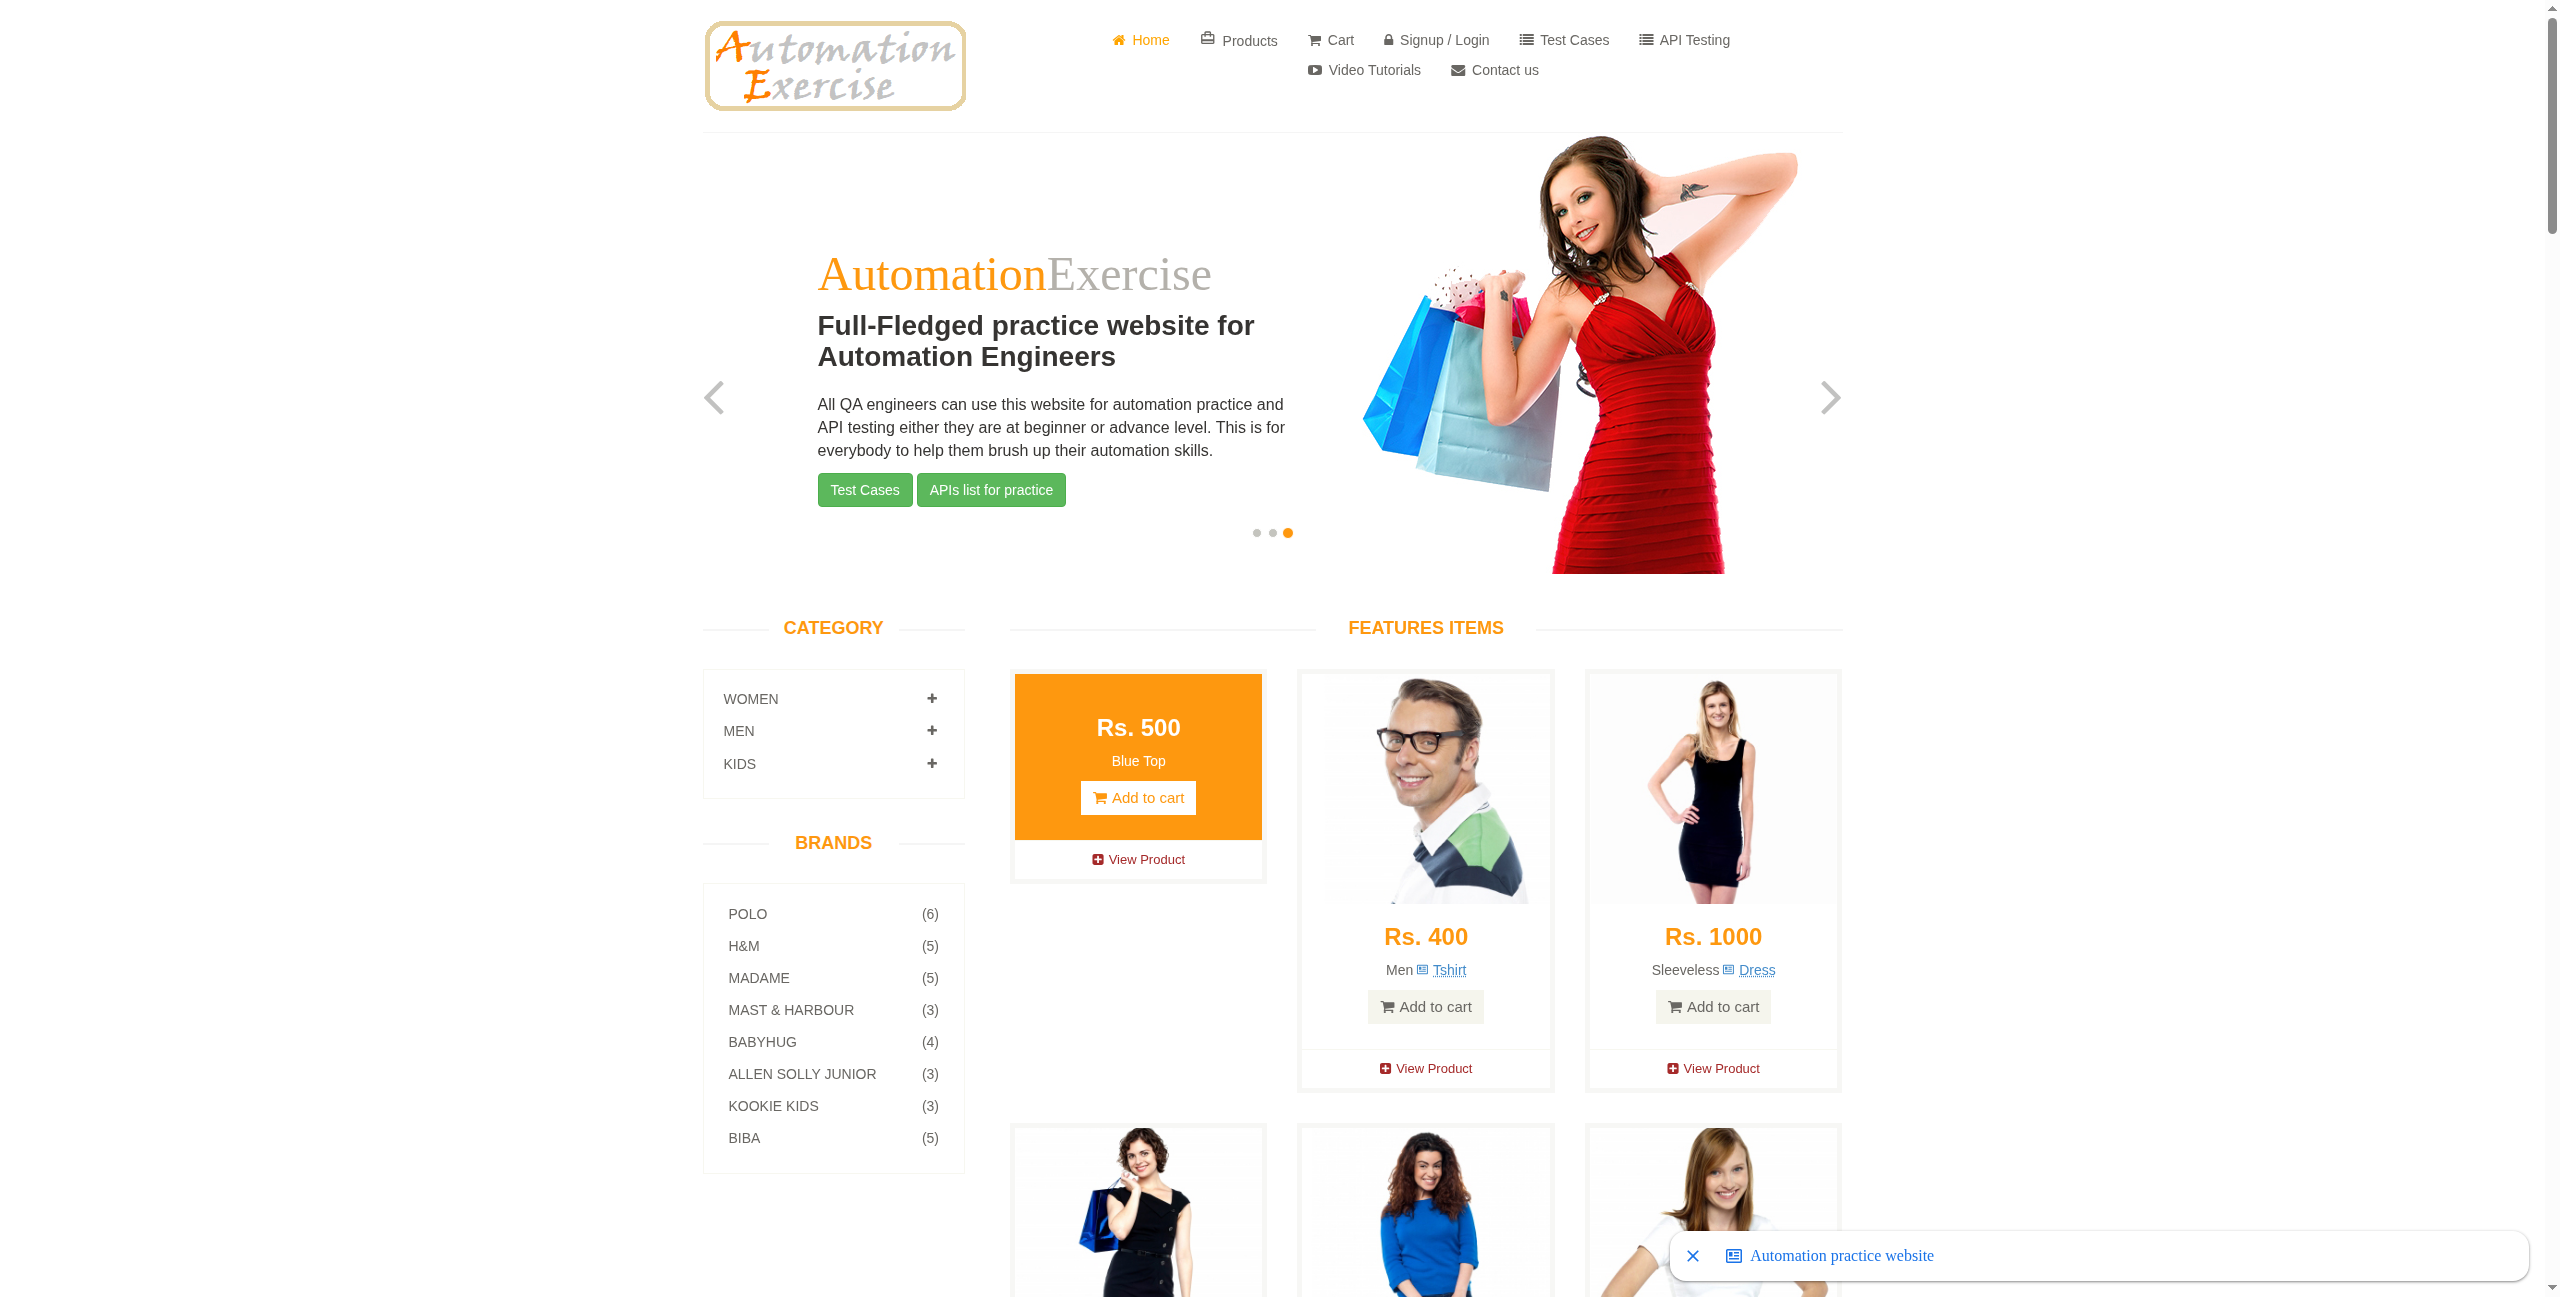 Automation
Exercise
Home
Products
Cart
Signup / Login
Test Cases
API Testing
Video Tutorials
Contact us
AutomationExercise
Full-Fledged practice website for
Automation Engineers
All QA engineers can use this website for automation practice and
API testing either they are at beginner or advance level. This is for
everybody to help them brush up their automation skills.
Test Cases
APIs list for practice
CATEGORY
WOMEN
MEN
KIDS
BRANDS
POLO (6)
H&M (5)
MADAME (5)
MAST & HARBOUR (3)
BABYHUG (4)
ALLEN SOLLY JUNIOR (3)
KOOKIE KIDS (3)
BIBA (5)
FEATURES ITEMS
Rs. 500
Blue Top
Add to cart
View Product
Rs. 400
Men Tshirt
Add to cart
View Product
Rs. 1000
Sleeveless Dress
Add to cart
View Product
Automation practice website